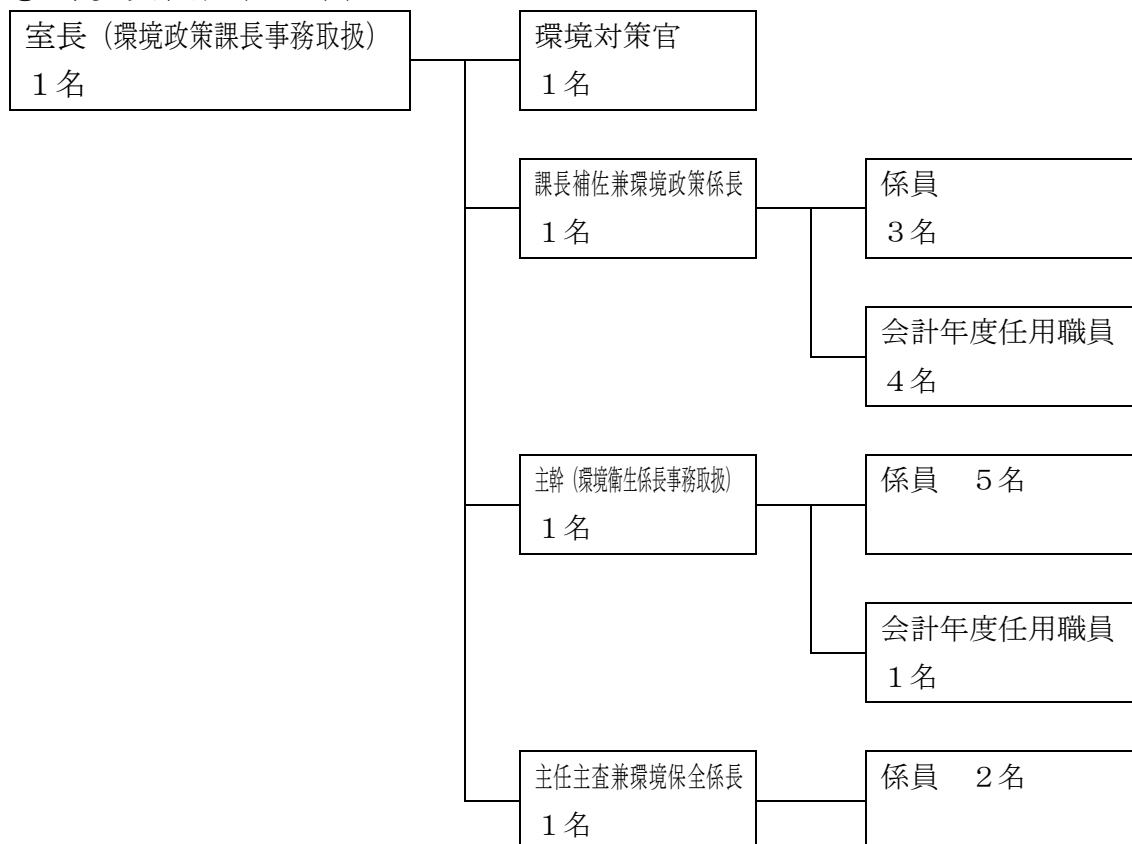 室長（環境政策課長事務取扱）
１名
環境対策官
１名
課長補佐兼環境政策係長
１名
係員
３名
会計年度任用職員
４名
主幹（環境衛生係長事務取扱）
１名
係員　５名
会計年度任用職員
１名
主任主査兼環境保全係長
１名
係員　２名